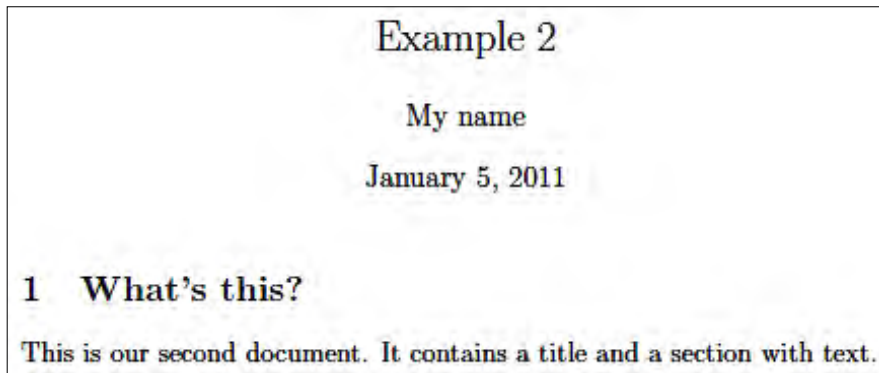 Example 2
My name
January 5, 2011
1 What's this?
This is our second document. It contains a title and a section with text.